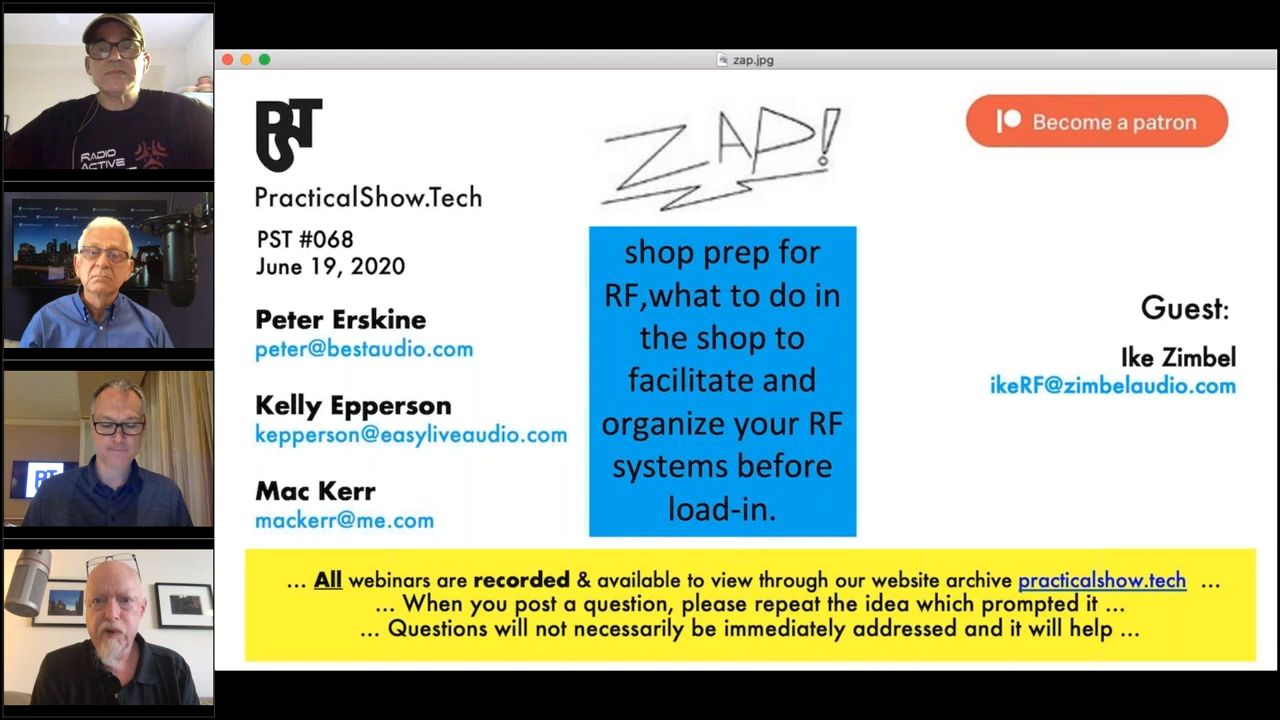 zap.jpg
PST
PracticalShow.Tech
PST #068
June 19, 2020
Peter Erskine
peter@bestaudio.com
Kelly Epperson
kepperson@easyliveaudio.com
Mac Kerr
mackerr@me.com
ZAP!
shop prep for
RF,what to do in
the shop to
facilitate and
organize your RF
systems before
load-in.
Become a patron
Guest:
Ike Zimbel
ikeRF@zimbelaudio.com
... All webinars are recorded & available to view through our website archive practicalshow.tech ...
... When you post a question, please repeat the idea which prompted it ...
... Questions will not necessarily be immediately addressed and it will help ...
RADIO
ACTIVE